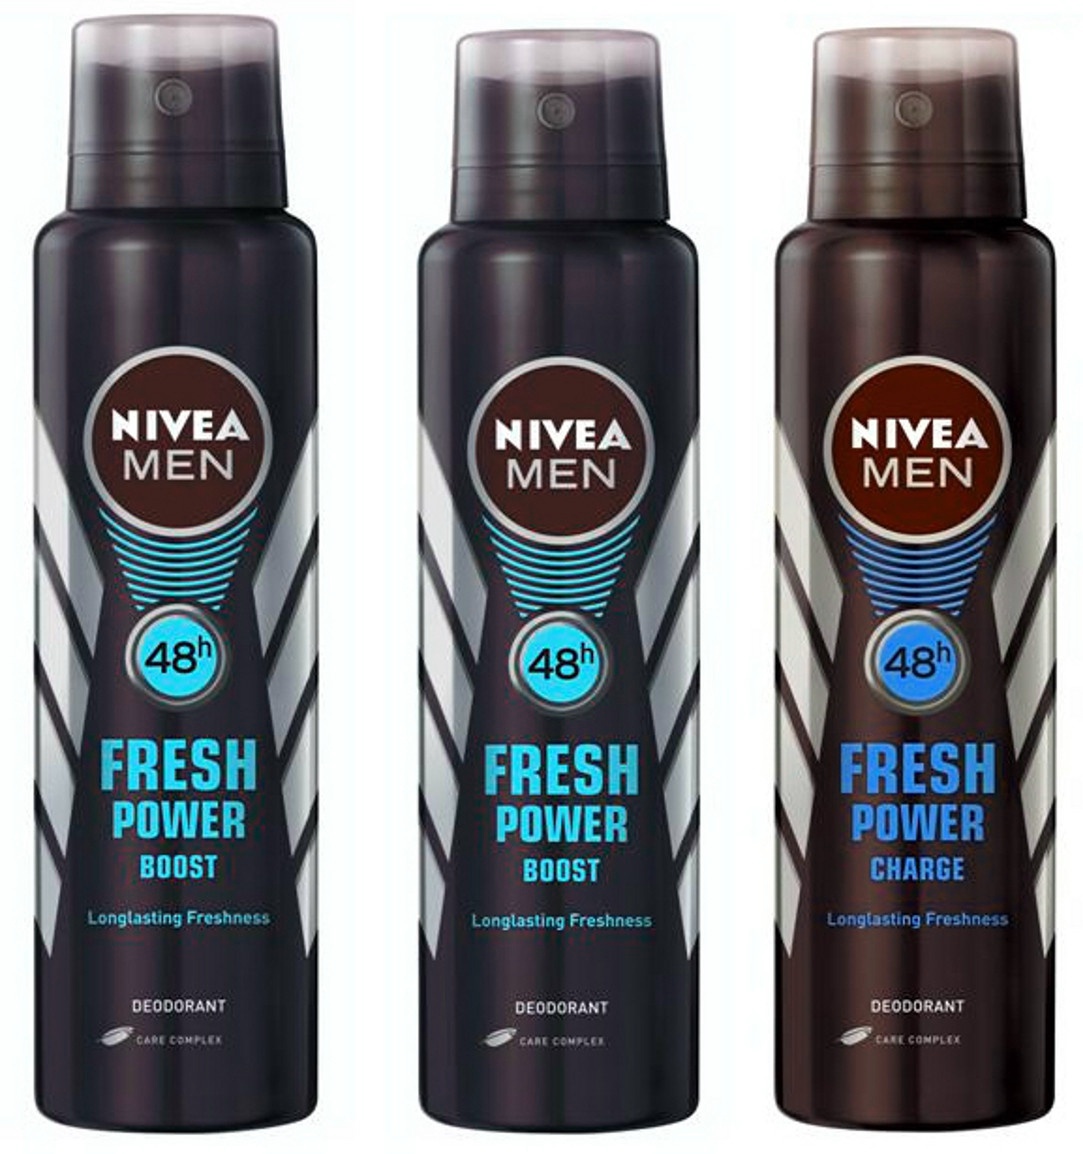 NIVEA
MEN
48h
FRESH
POWER
BOOST
Longlasting Freshness
DEODORANT
CARE COMPLEX
NIVEA
MEN
48h
FRESH
POWER
BOOST
Longlasting Freshness
DEODORANT
CARE COMPLEX
NIVEA
MEN
48h
FRESH
POWER
CHARGE
Longlasting Freshness
DEODORANT
CARE COMPLEX